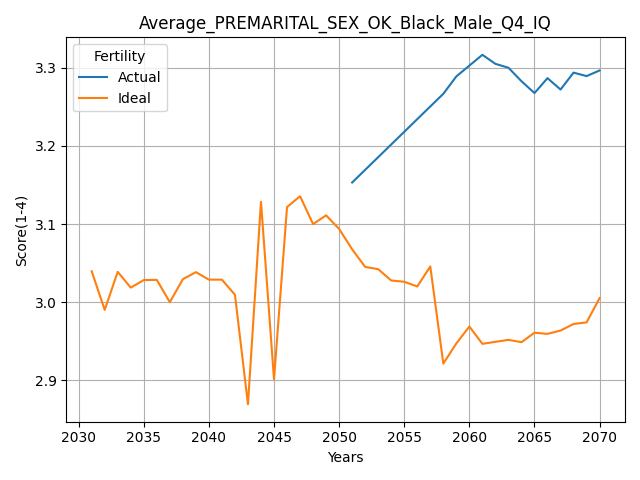 Average_PREMARITAL_SEX_OK_Black_Male_Q4_IQ
Fertility
Actual
Ideal
Score(1-4)
3.3
3.2
3.1
3.0
2.9
2030 2035 2040 2045 2050 2055 2060 2065 2070
Years